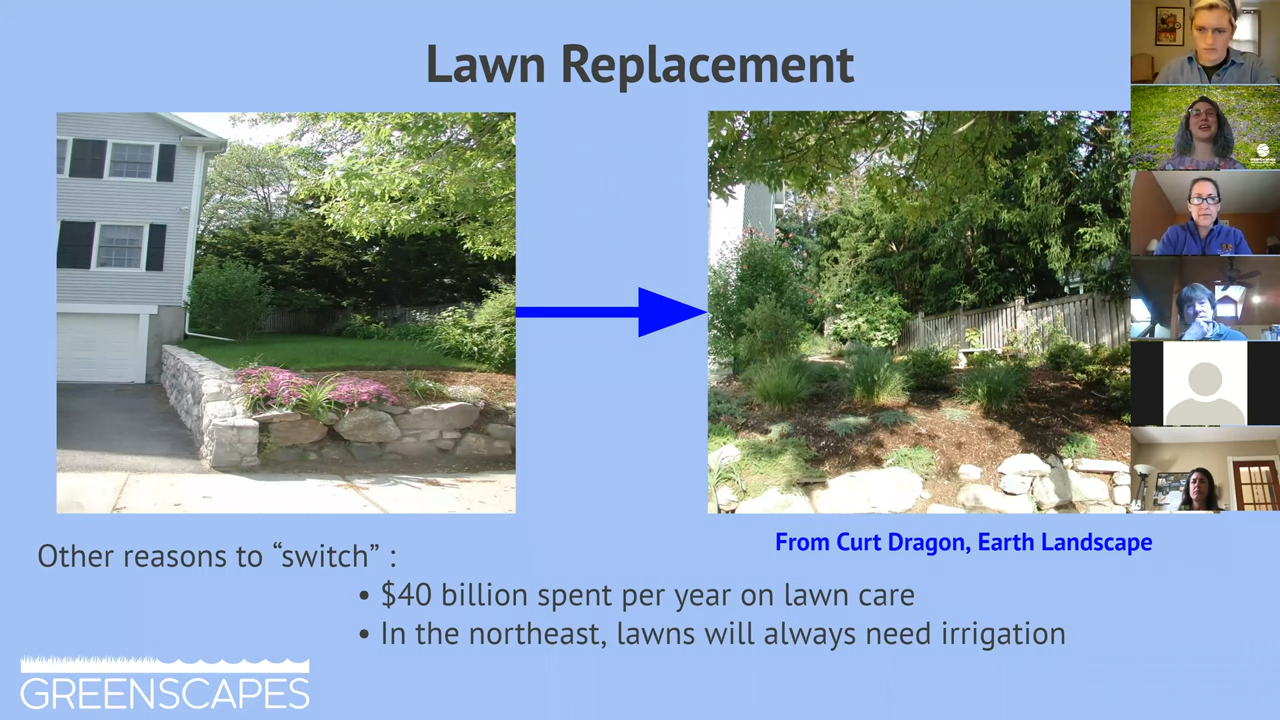 Lawn Replacement
From Curt Dragon, Earth Landscape
Other reasons to “switch” :
• $40 billion spent per year on lawn care
• In the northeast, lawns will always need irrigation
GREENSCAPES